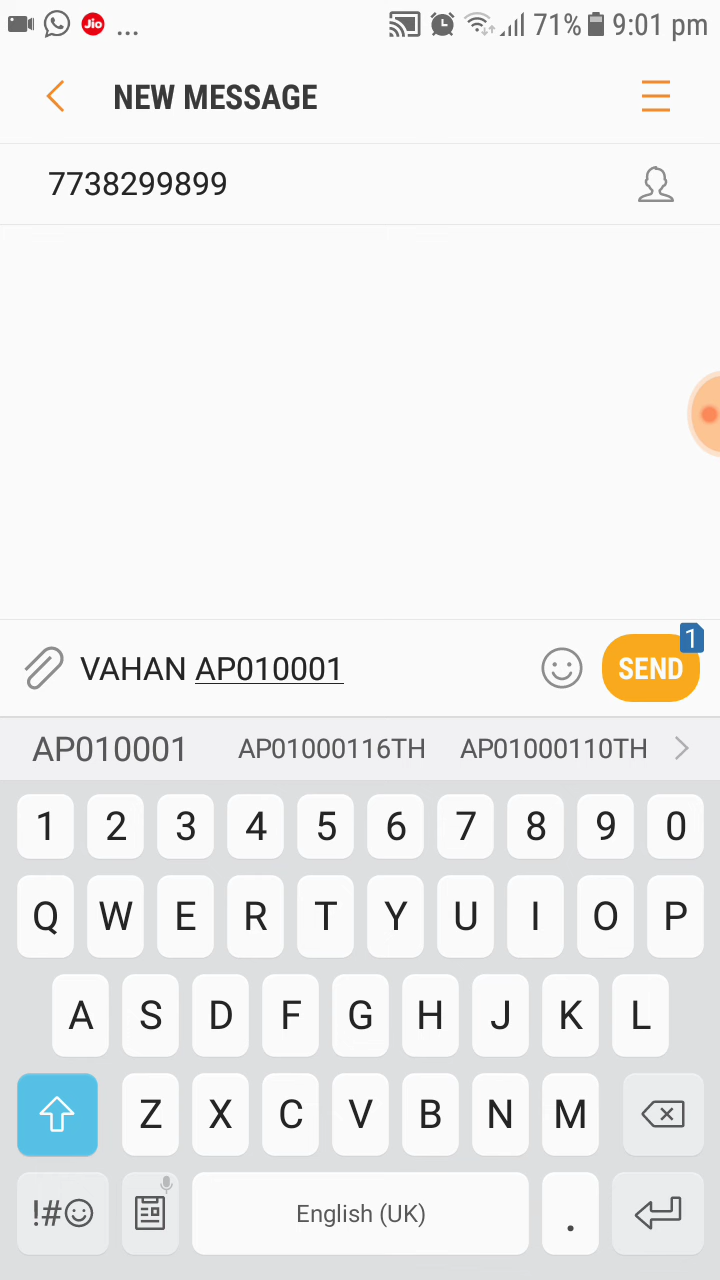 Jio ... 71% 9:01 pm
NEW MESSAGE
7738299899
1
VAHAN AP010001 SEND
AP010001 AP01000116TH AP01000110TH
1 2 3 4 5 6 7 8 9 0
Q W E R T Y U I O P
A S D F G H J K L
Z X C V B N M
!#☺ English (UK) .